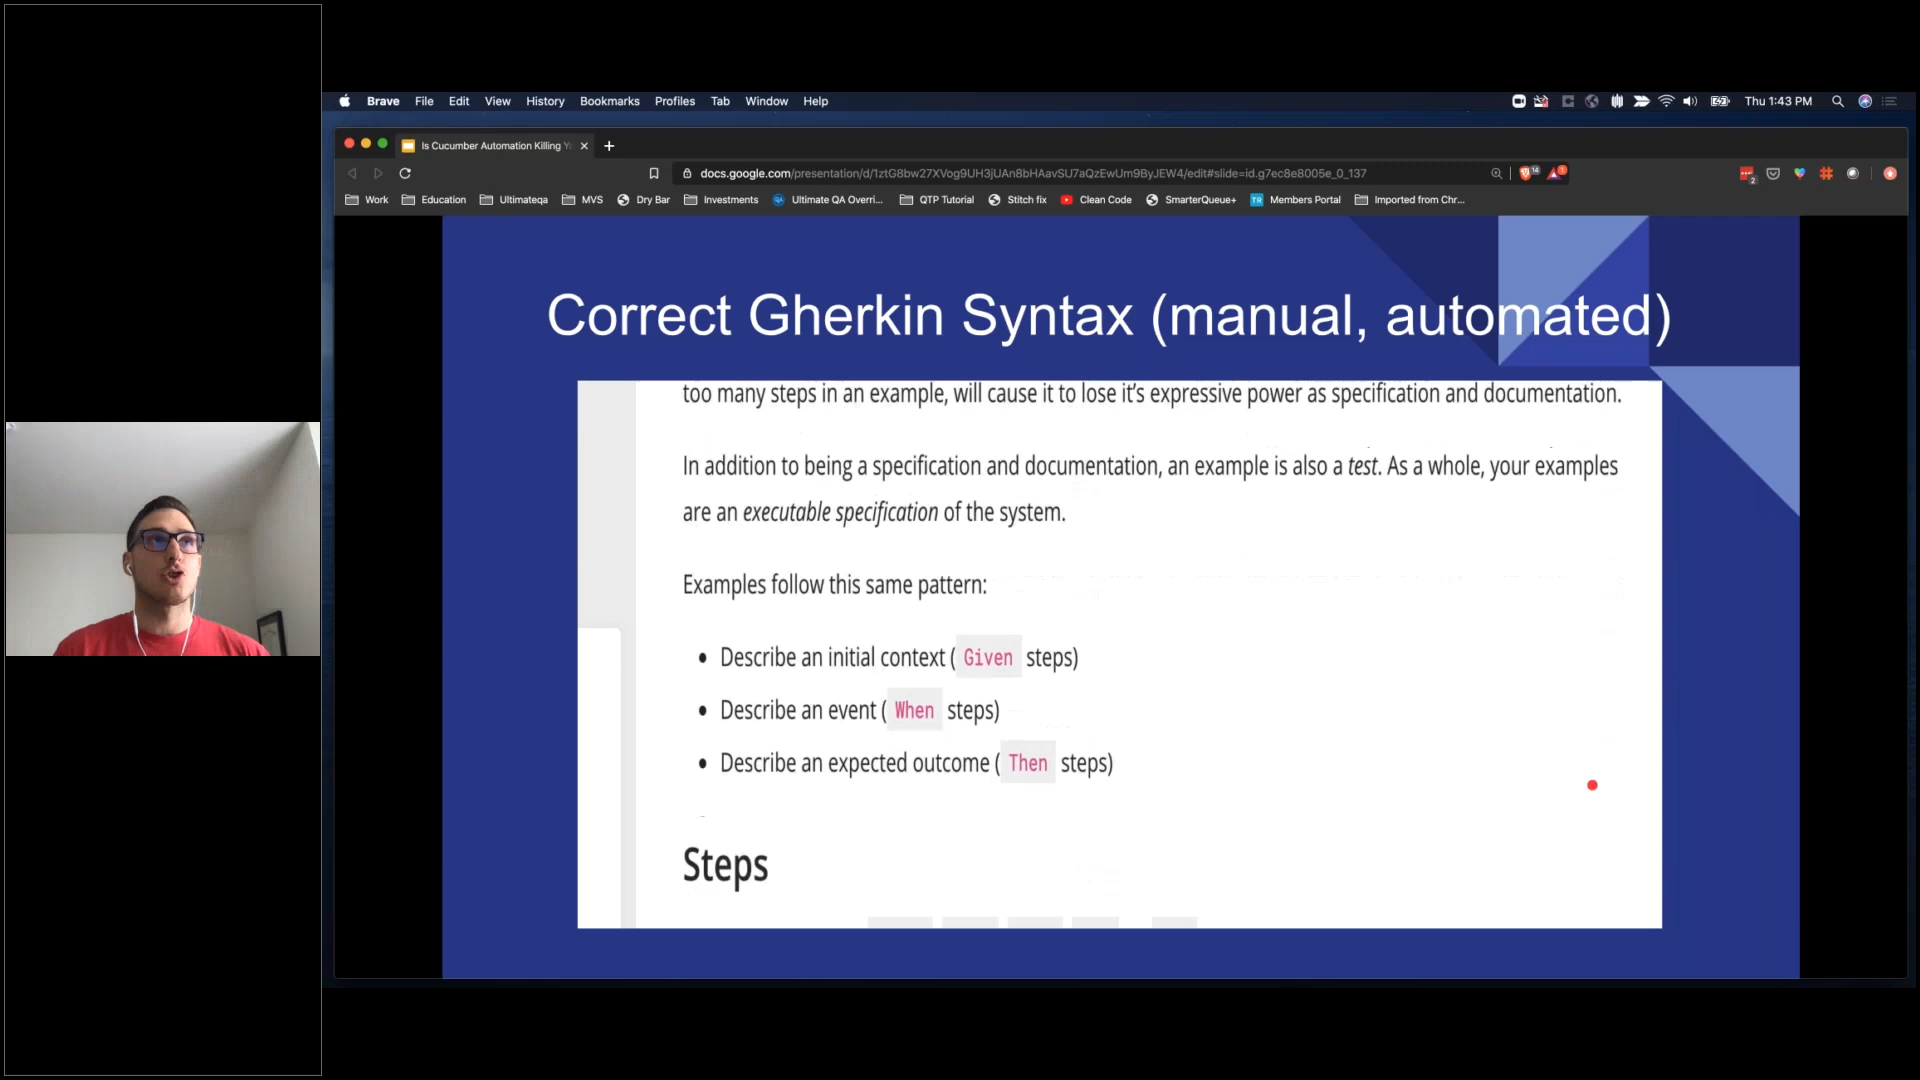 Brave File Edit View History Bookmarks Profiles Tab Window Help
Thu 1:43 PM
Is Cucumber Automation Killing Y
docs.google.com/presentation/d/1ztG8bw27XVog9UH3jUAn8bHAavSU7aQzEwUm9ByJEW4/edit#slide=id.g7ec8e8005e_0_137
Work Education Ultimateqa MVS Dry Bar Investments Ultimate QA Overri... QTP Tutorial Stitch fix Clean Code SmarterQueue+ TR Members Portal Imported from Chr...
Correct Gherkin Syntax (manual, automated)
too many steps in an example, will cause it to lose it's expressive power as specification and documentation.
In addition to being a specification and documentation, an example is also a test. As a whole, your examples
are an executable specification of the system.
Examples follow this same pattern:
• Describe an initial context ( Given steps)
• Describe an event ( When steps)
• Describe an expected outcome ( Then steps)
Steps